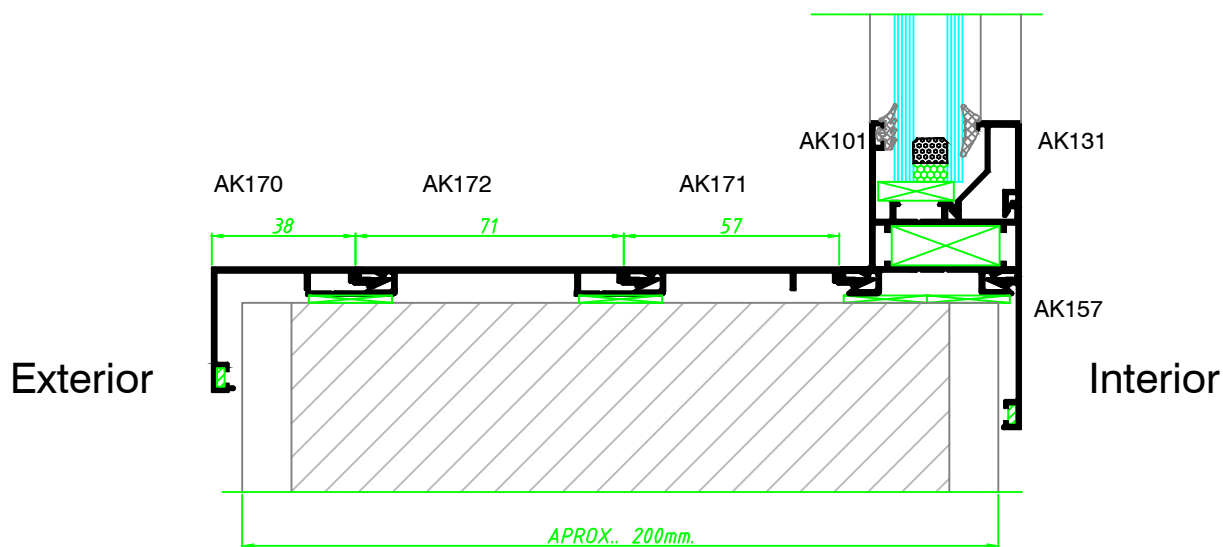 AK101
AK131
AK170
AK172
AK171
38
71
57
AK157
Exterior
Interior
APROX.. 200mm.